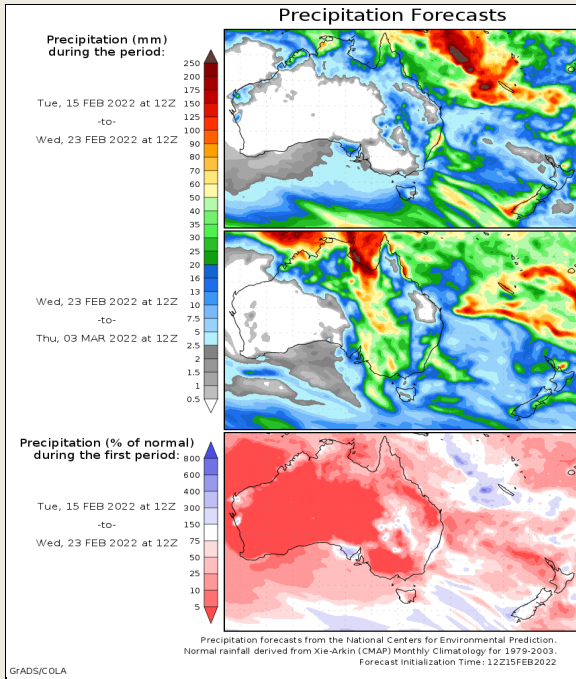 Precipitation Forecasts
Precipitation (mm)
during the period:
Tue, 15 FEB 2022 at 12Z
-to-
Wed, 23 FEB 2022 at 12Z
250
200
175
150
125
100
90
80
70
60
50
40
35
30
25
20
16
13
10
7.5
5
2.5
2
1.5
1
0.5
Wed, 23 FEB 2022 at 12Z
-to-
Thu, 03 MAR 2022 at 12Z
Precipitation (% of normal)
during the first period:
Tue, 15 FEB 2022 at 12Z
-to-
Wed, 23 FEB 2022 at 12Z
800
600
400
300
150
75
50
25
10
5
Precipitation forecasts from the National Centers for Environmental Prediction.
Normal rainfall derived from Xie-Arkin (CMAP) Monthly Climatology for 1979-2003.
Forecast Initialization Time: 12Z15FEB2022
GrADS/COLA